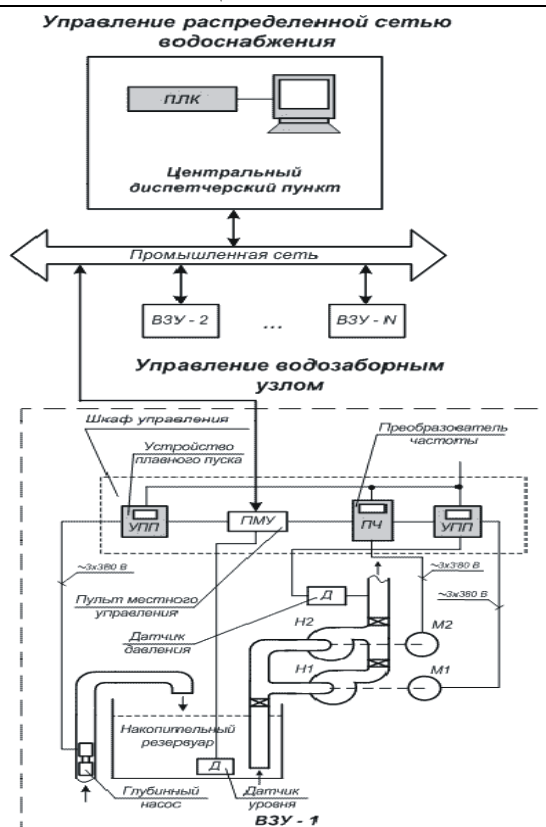 Управление распределенной сетью
водоснабжения
ПЛК
Центральный
диспетчерский пункт
Промышленная сеть
ВЗУ - 2
...
ВЗУ - N
Управление водозаборным
узлом
Шкаф управления
Устройство
плавного пуска
Преобразователь
частоты
УПП
ПМУ
ПЧ
УПП
~3х380 В
Пульт местного
управления
Д
~3х380 В
~3х380 В
Датчик
давления
Н2
М2
Н1
М1
Накопительный
резервуар
Д
Глубинный
насос
Датчик
уровня
ВЗУ - 1